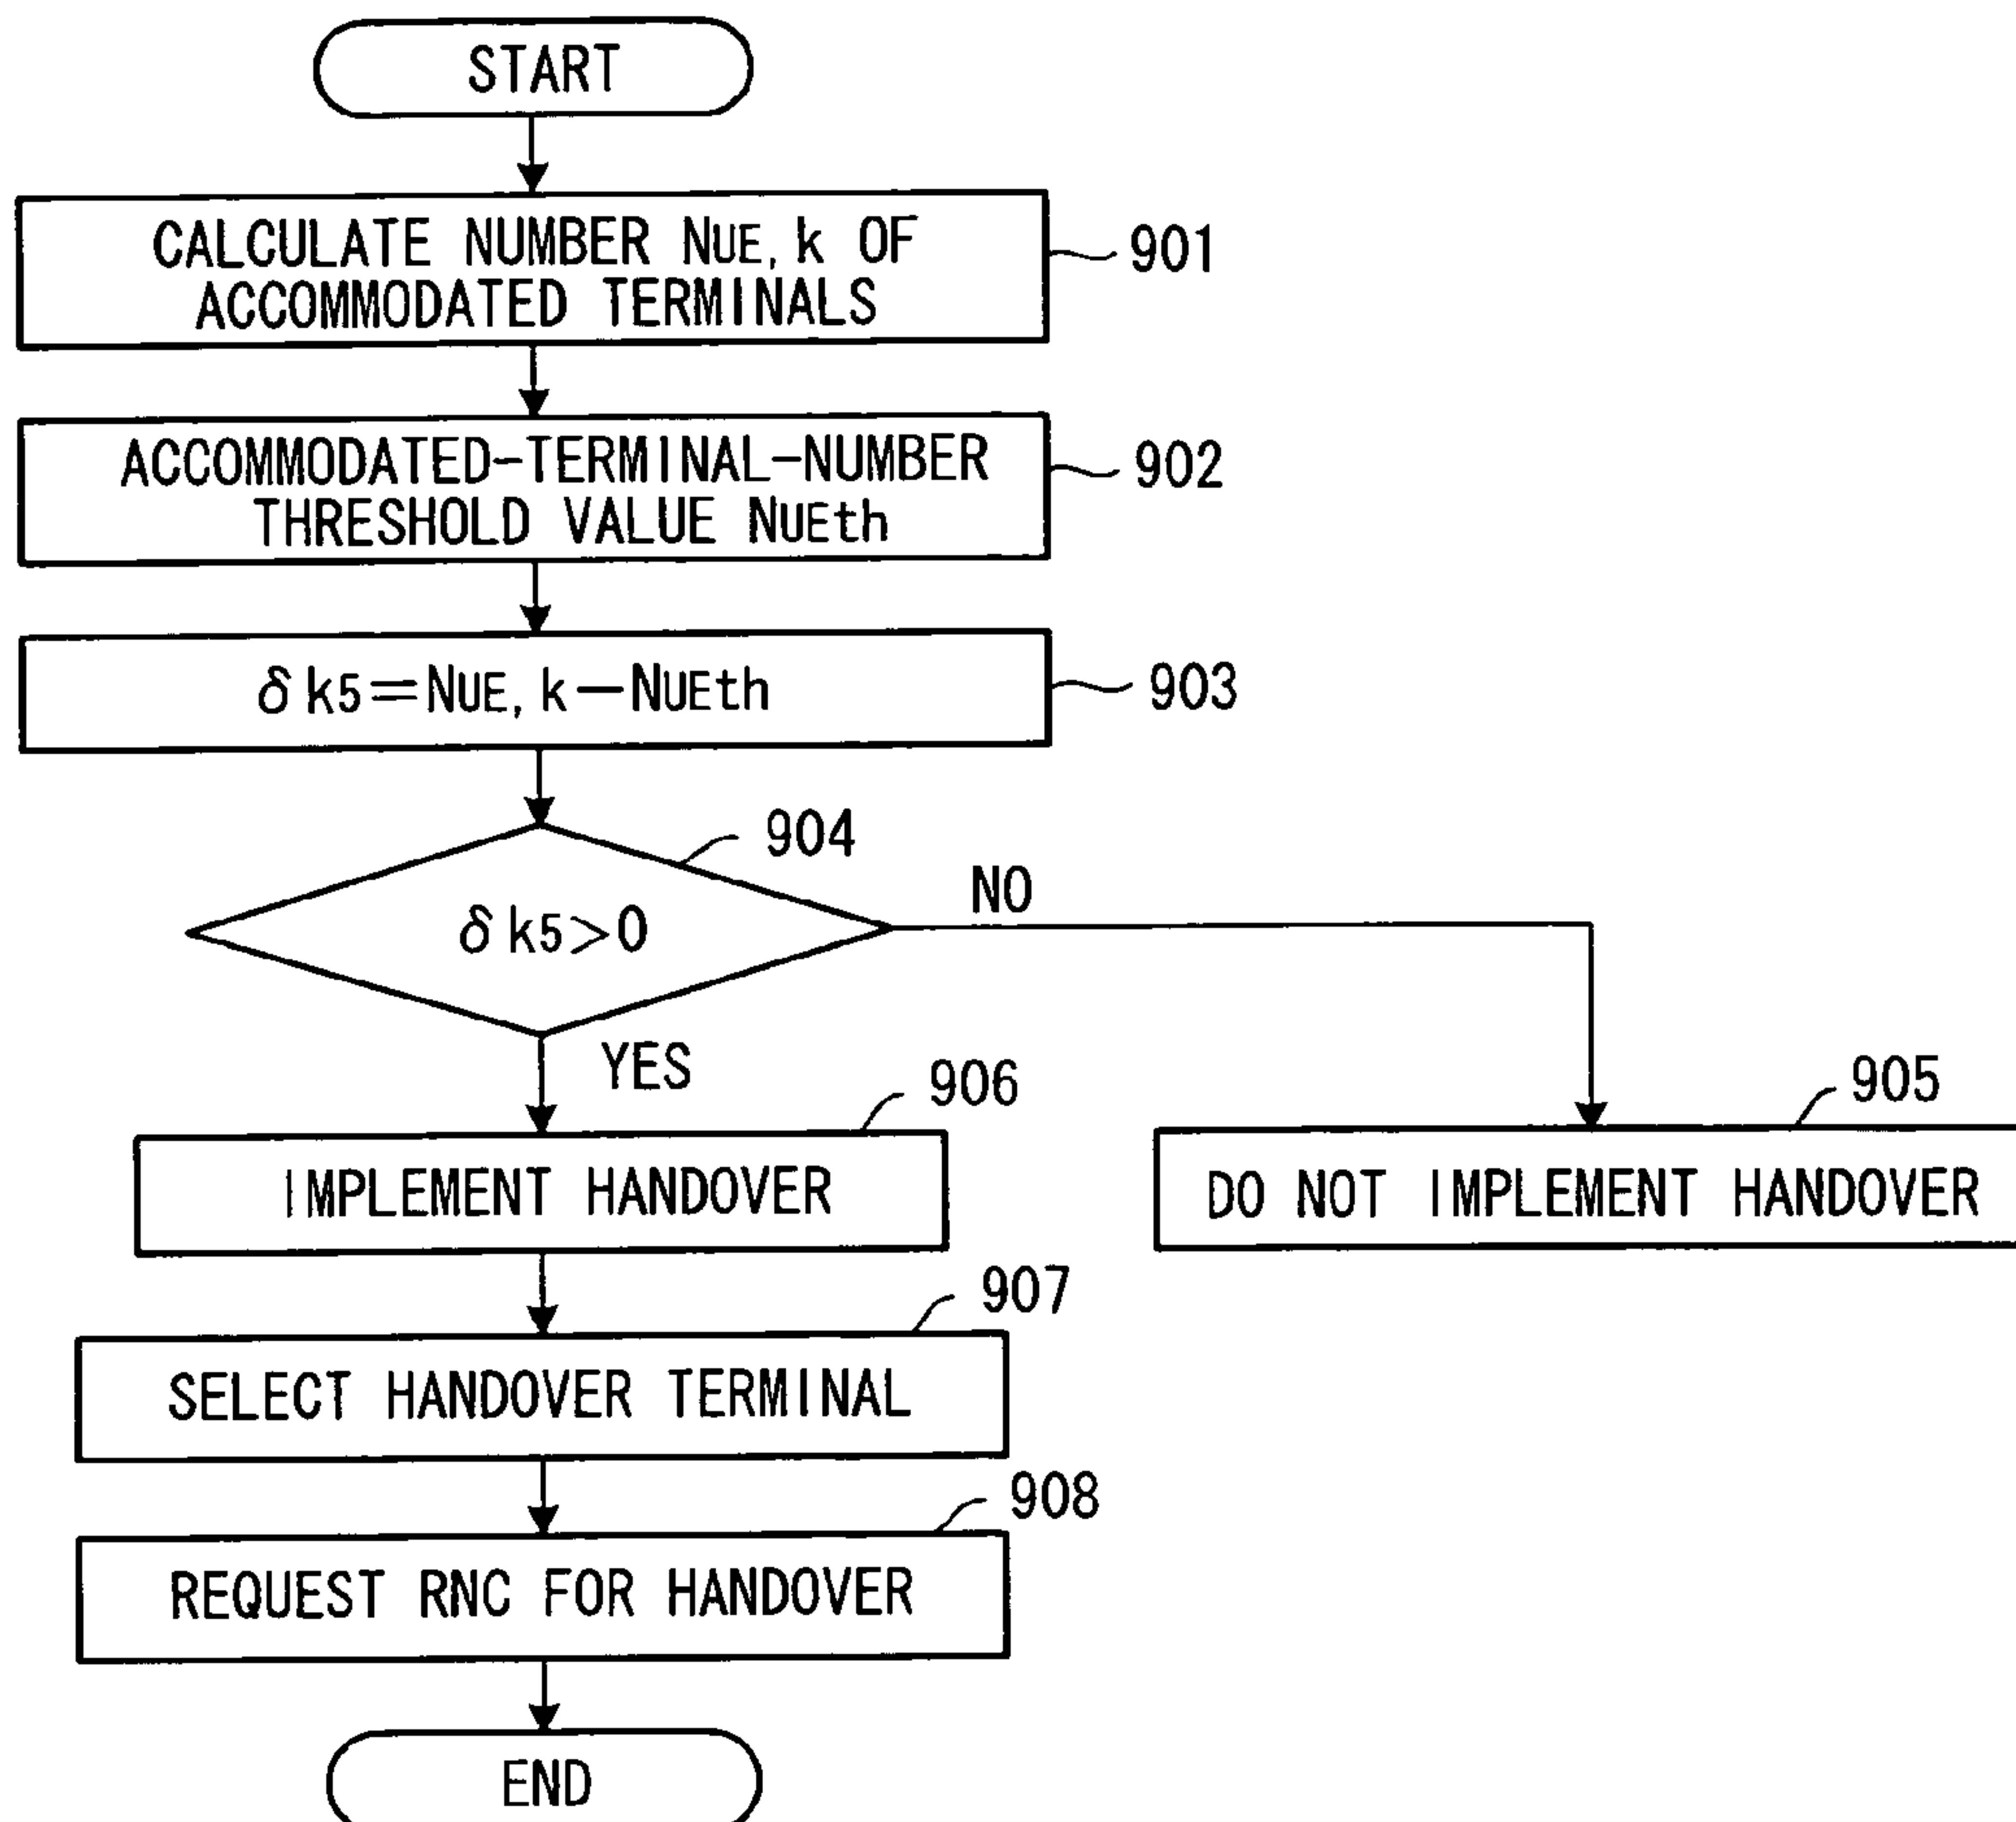 START
CALCULATE NUMBER NUE, k OF
ACCOMMODATED TERMINALS
901
ACCOMMODATED-TERMINAL-NUMBER
THRESHOLD VALUE NUEth
902
δk5=NUE, k-NUEth
903
904
δk5>0
NO
YES
906
IMPLEMENT HANDOVER
905
DO NOT IMPLEMENT HANDOVER
907
SELECT HANDOVER TERMINAL
908
REQUEST RNC FOR HANDOVER
END